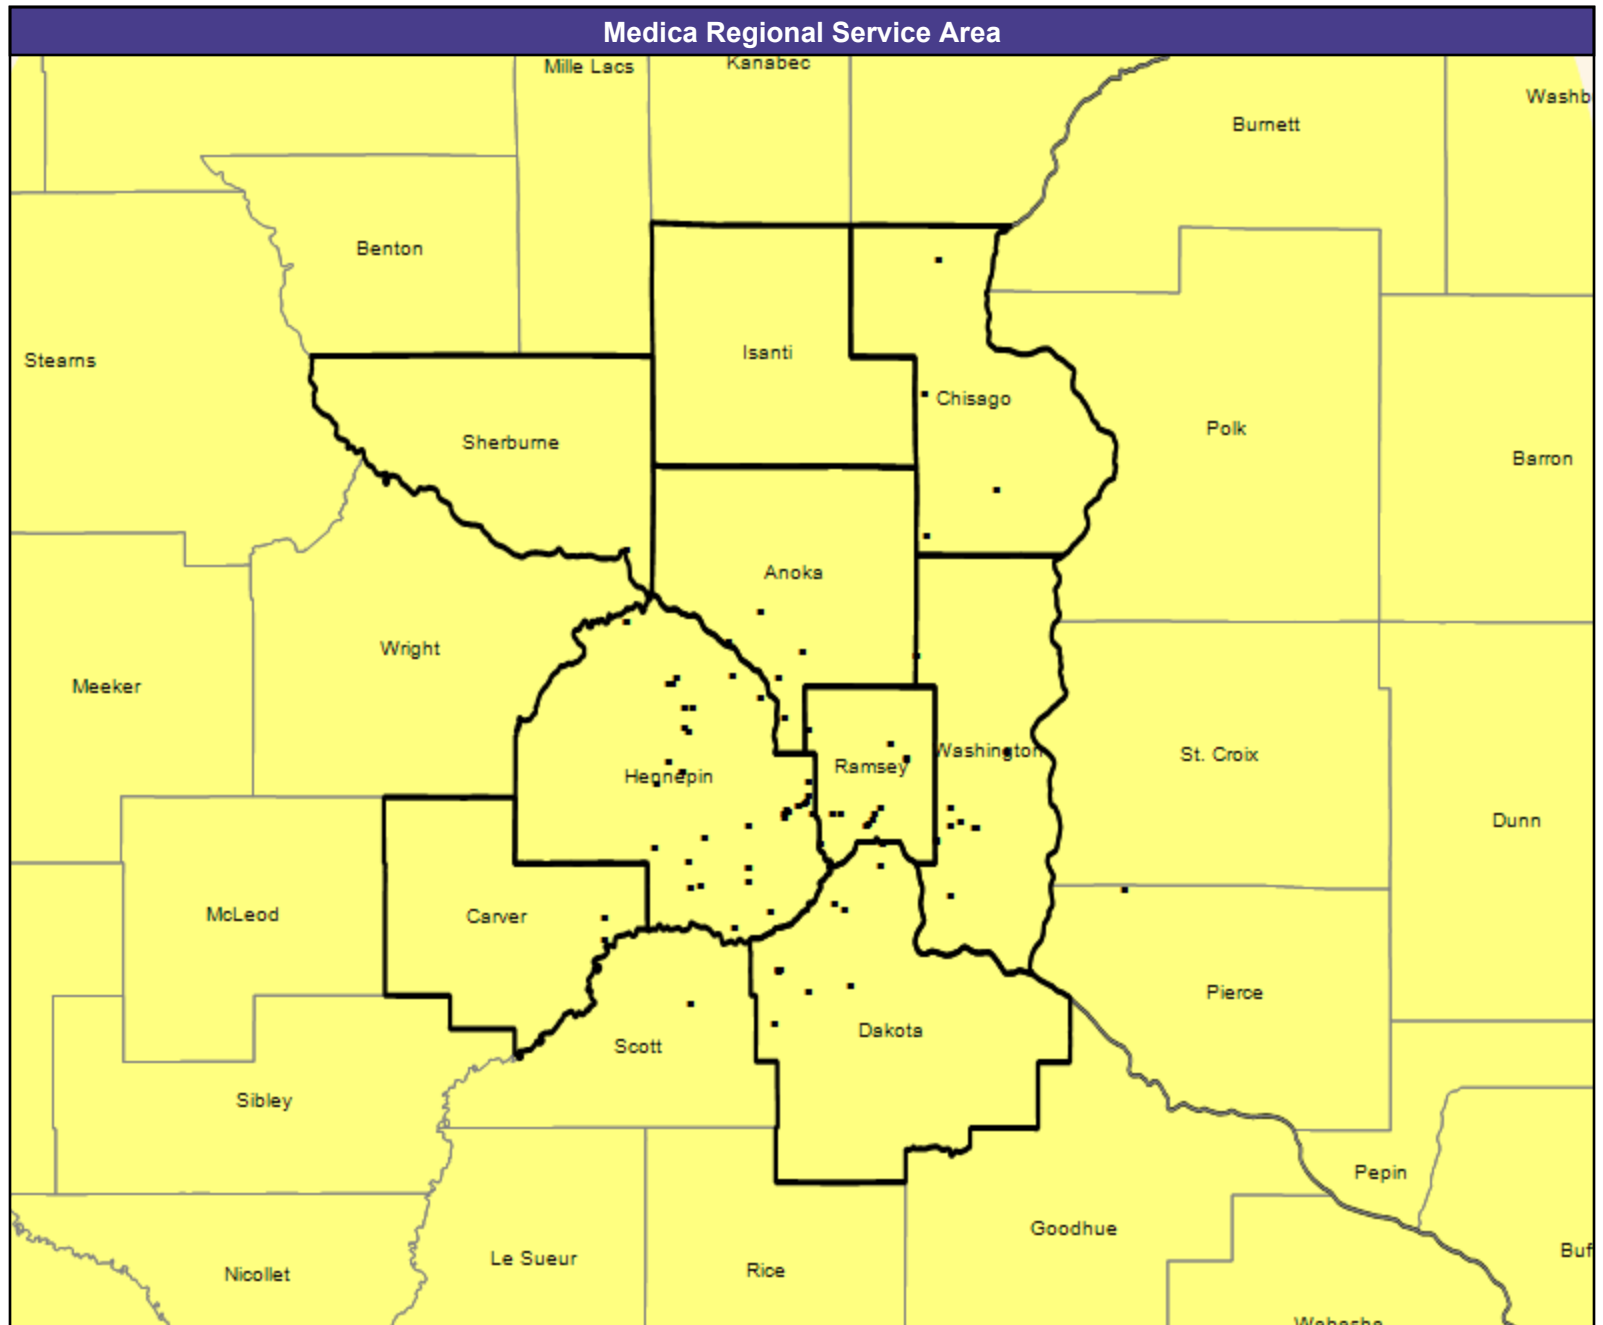 Medica Regional Service Area
Mille Lacs
Kanabec
Washb
Burnett
Benton
Isanti
Stearns
Chisago
Polk
Sherburne
Barron
Anoka
Wright
Meeker
Washington
St. Croix
Ramsey
Hennepin
Dunn
McLeod
Carver
Pierce
Dakota
Scott
Sibley
Pepin
Goodhue
Buf
Le Sueur
Rice
Nicollet